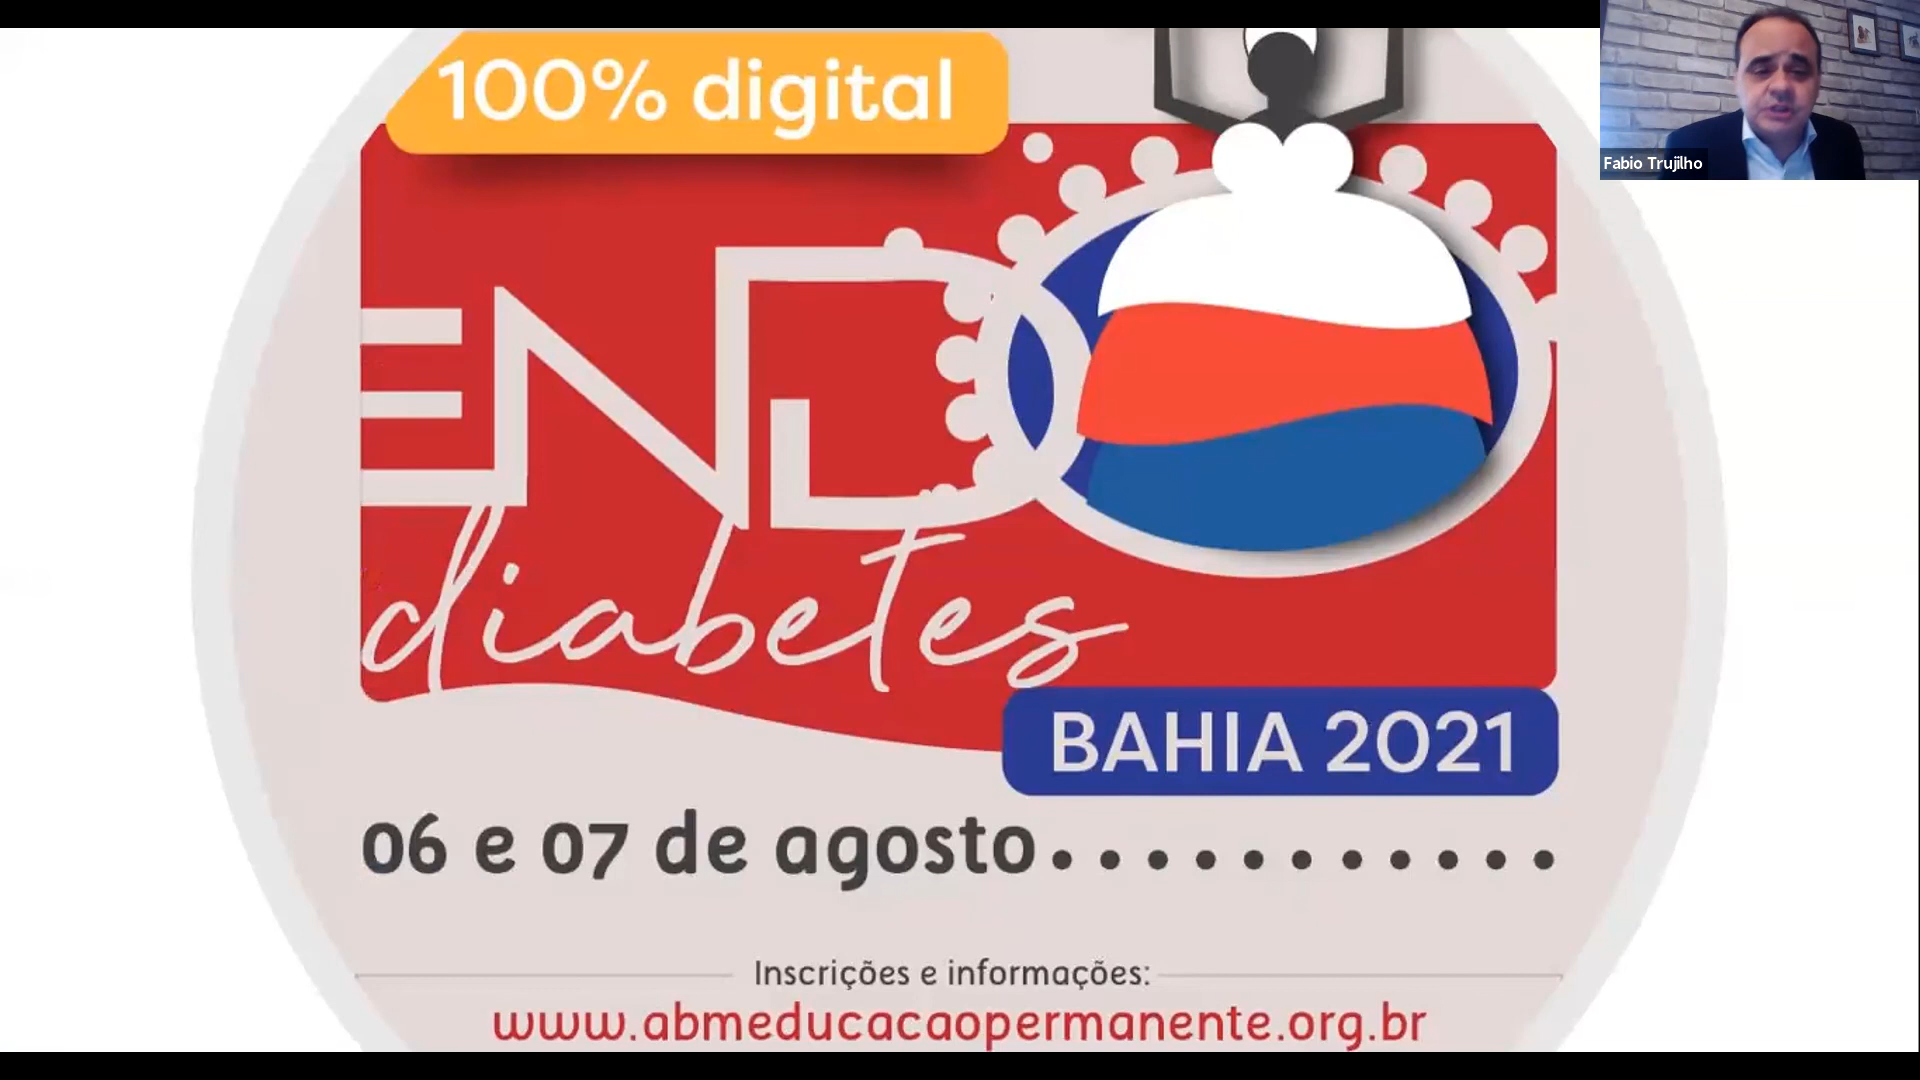 100% digital
Fabio Trujilho
ENDO
diabetes
BAHIA 2021
06 e 07 de agosto............
Inscrições e informações:
www.abmeducacaopermanente.org.br